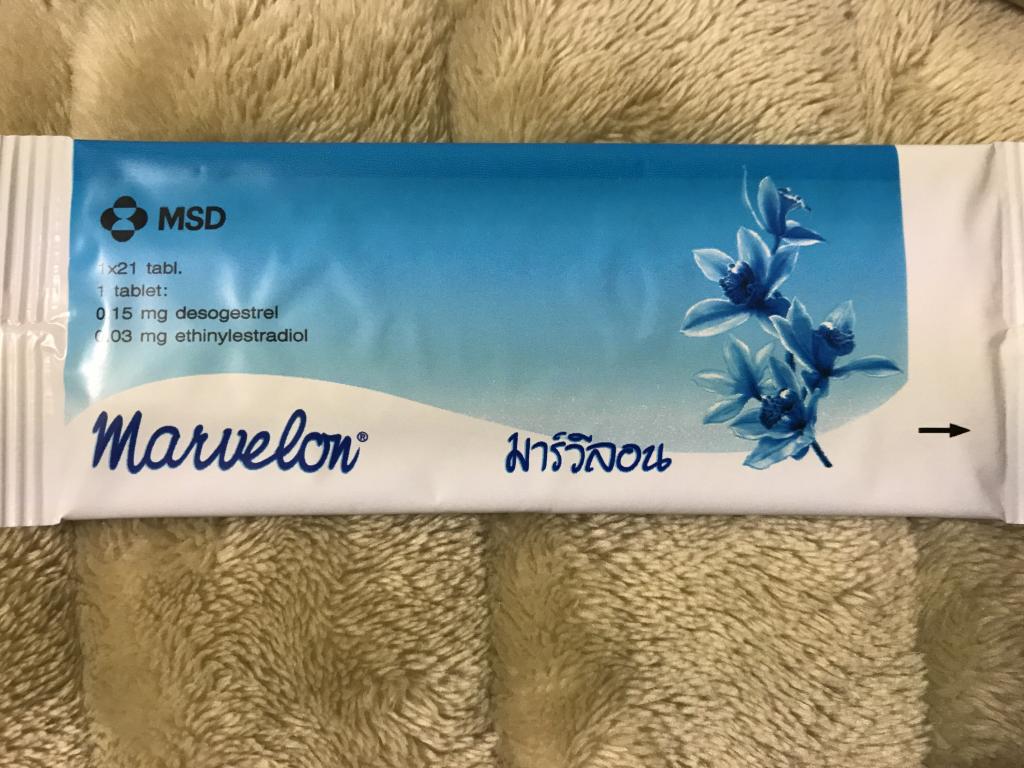 MSD
1x21 tabl.
1 tablet:
0.15 mg desogestrel
0.03 mg ethinylestradiol
Marvelon®
มาร์วีลอน